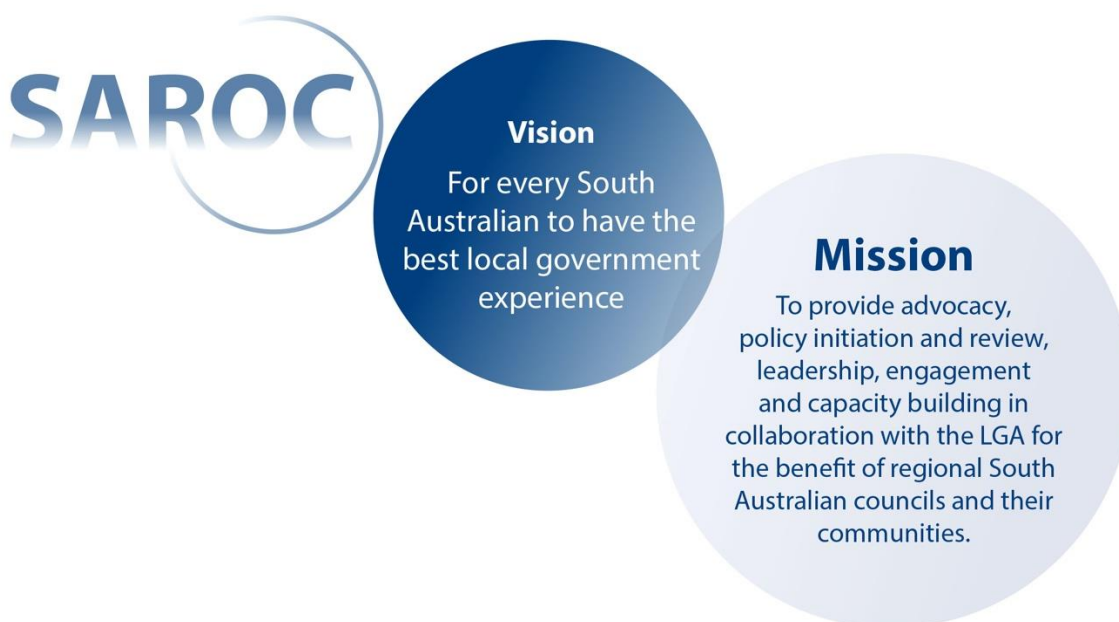 SAROC
Vision
For every South
Australian to have the
best local government
experience
Mission
To provide advocacy,
policy initiation and review,
leadership, engagement
and capacity building in
collaboration with the LGA for
the benefit of regional South
Australian councils and their
communities.